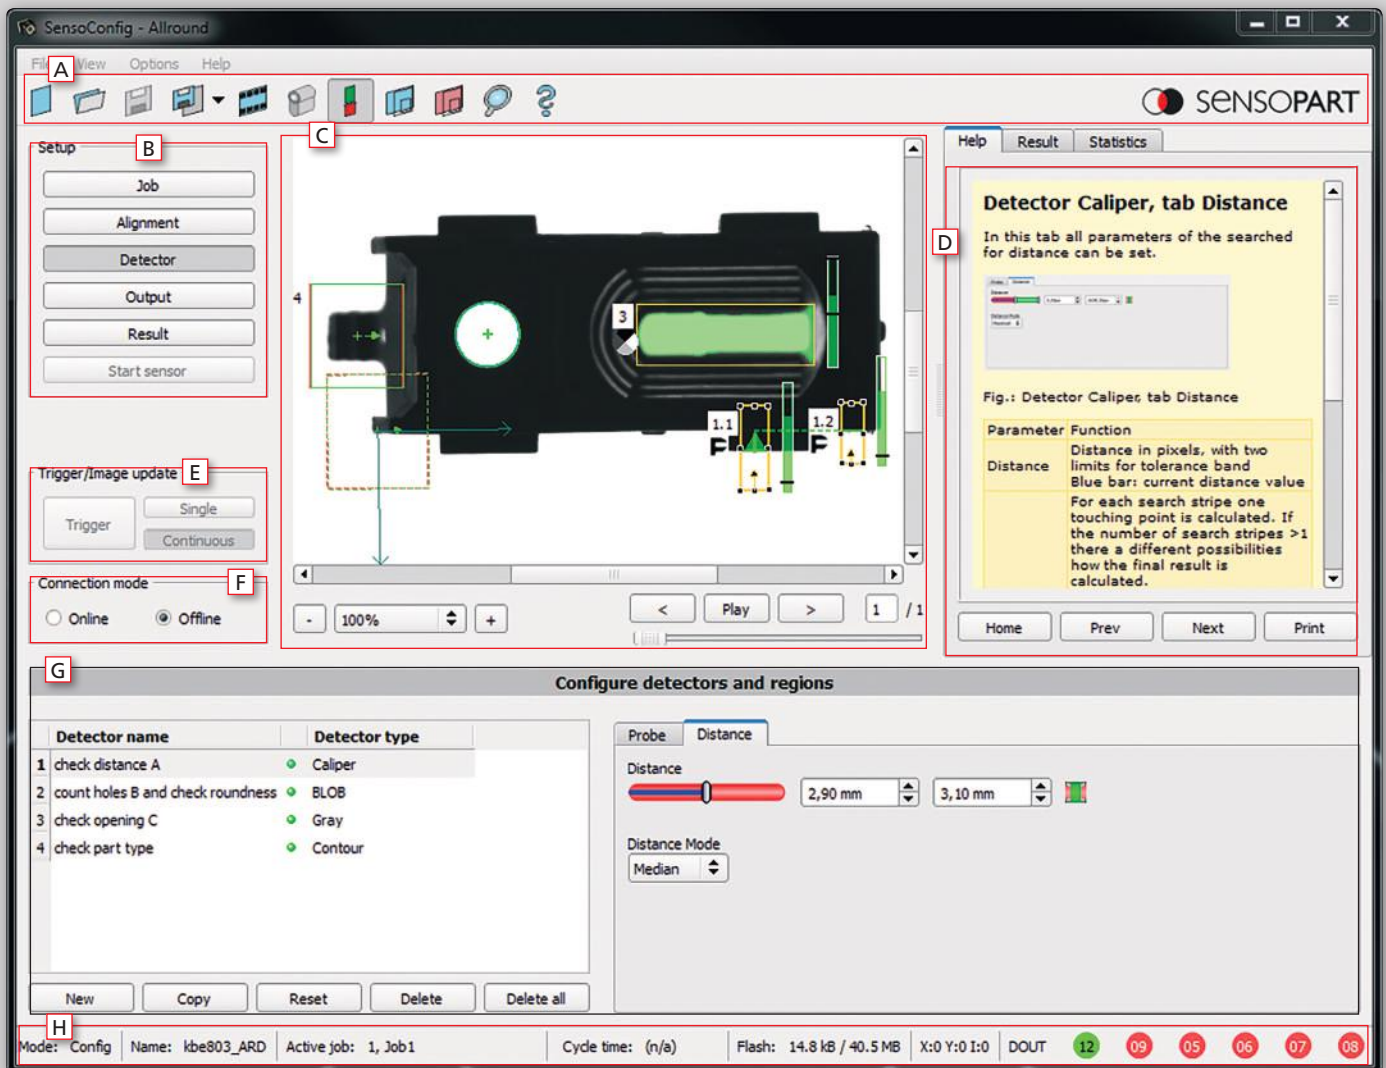 SensoConfig - Allround
File View Options Help
A
SENSOPART
Setup
B
Job
Alignment
Detector
Output
Result
Start sensor
C
4
3
1.1
1.2
Help Result Statistics
D
Detector Caliper, tab Distance
In this tab all parameters of the searched
for distance can be set.
Fig.: Detector Caliper, tab Distance
Parameter Function
Distance
Distance in pixels, with two
limits for tolerance band
Blue bar: current distance value
For each search stripe one
touching point is calculated. If
the number of search stripes >1
there a different possibilities
how the final result is
calculated.
Home Prev Next Print
Trigger/Image update
E
Trigger
Single
Continuous
Connection mode
F
Online Offline
- 100% +
< Play > 1 / 1
G
Configure detectors and regions
Detector name Detector type
1 check distance A Caliper
2 count holes B and check roundness BLOB
3 check opening C Gray
4 check part type Contour
New Copy Reset Delete Delete all
Probe Distance
Distance
2,90 mm 3,10 mm
Distance Mode
Median
H
Mode: Config Name: kbe803_ARD Active job: 1, Job1 Cycle time: (n/a) Flash: 14.8 kB / 40.5 MB X:0 Y:0 I:0 DOUT 12 09 05 06 07 08